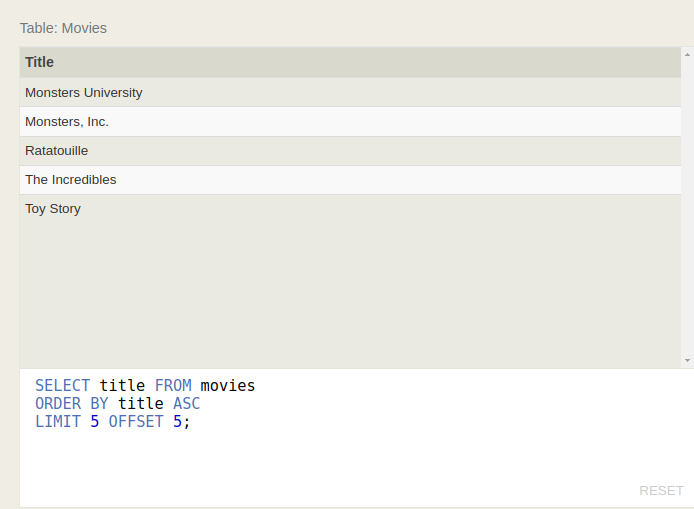 Table: Movies
Title
Monsters University
Monsters, Inc.
Ratatouille
The Incredibles
Toy Story
SELECT title FROM movies
ORDER BY title ASC
LIMIT 5 OFFSET 5;
RESET